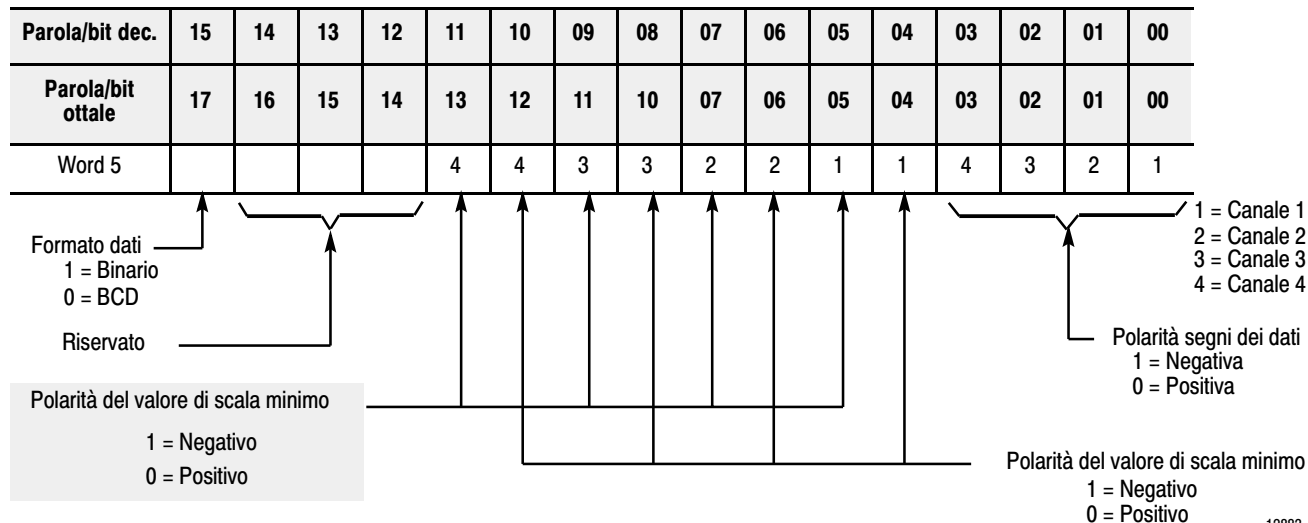 Parola/bit dec. 15 14 13 12 11 10 09 08 07 06 05 04 03 02 01 00
Parola/bit ottale 17 16 15 14 13 12 11 10 07 06 05 04 03 02 01 00
Word 5 4 4 3 3 2 2 1 1 4 3 2 1
Formato dati
1 = Binario
0 = BCD
Riservato
Polarità del valore di scala minimo
1 = Negativo
0 = Positivo
1 = Canale 1
2 = Canale 2
3 = Canale 3
4 = Canale 4
Polarità segni dei dati
1 = Negativa
0 = Positiva
Polarità del valore di scala minimo
1 = Negativo
0 = Positivo